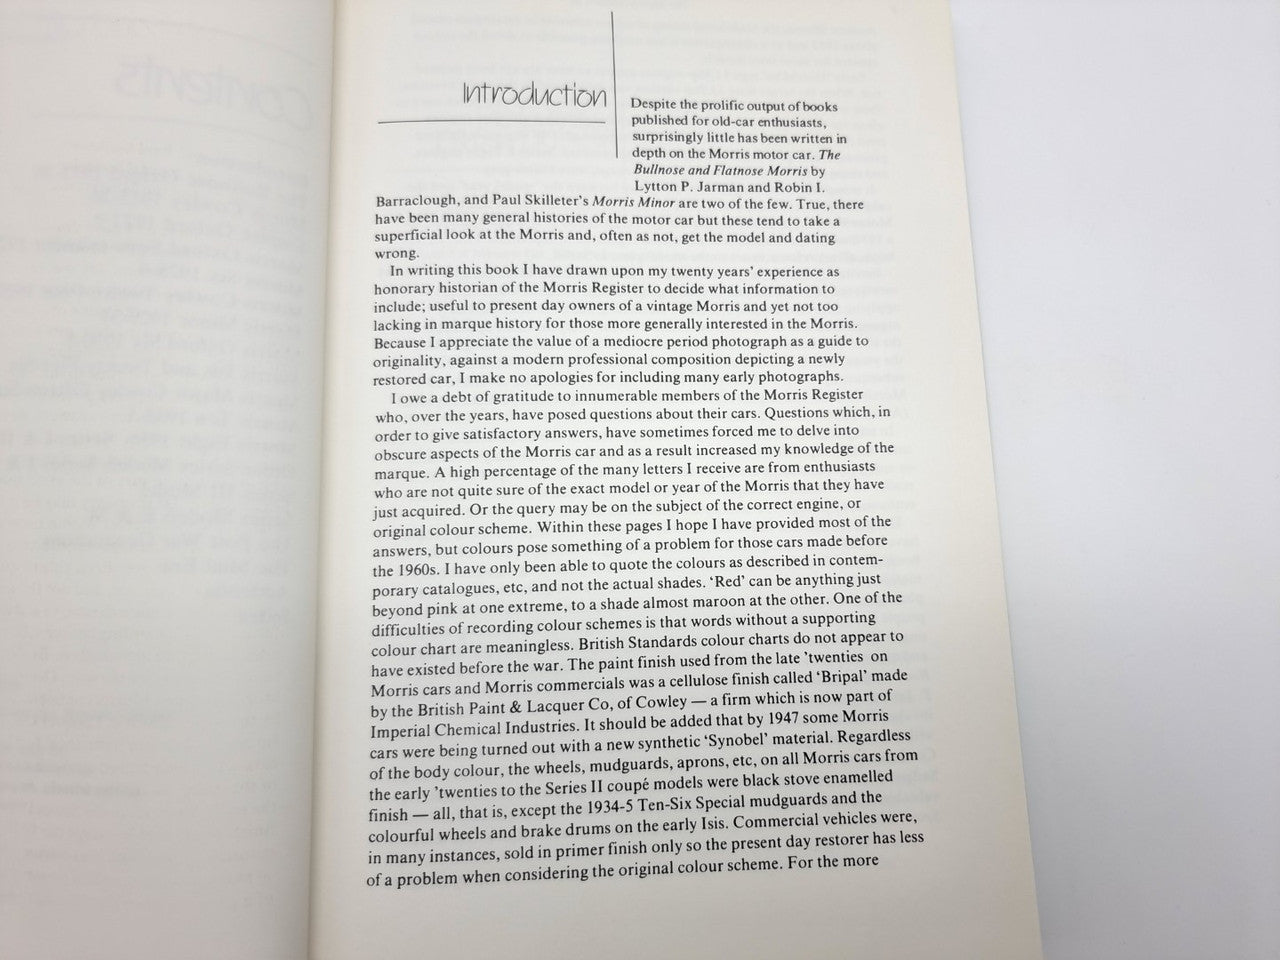 Introduction
Despite the prolific output of books
published for old-car enthusiasts,
surprisingly little has been written in
depth on the Morris motor car. The
Bullnose and Flatnose Morris by
Lytton P. Jarman and Robin I.
Barraclough, and Paul Skilleter's Morris Minor are two of the few. True, there
have been many general histories of the motor car but these tend to take a
superficial look at the Morris and, often as not, get the model and dating
wrong.
In writing this book I have drawn upon my twenty years' experience as
honorary historian of the Morris Register to decide what information to
include; useful to present day owners of a vintage Morris and yet not too
lacking in marque history for those more generally interested in the Morris.
Because I appreciate the value of a mediocre period photograph as a guide to
originality, against a modern professional composition depicting a newly
restored car, I make no apologies for including many early photographs.
I owe a debt of gratitude to innumerable members of the Morris Register
who, over the years, have posed questions about their cars. Questions which, in
order to give satisfactory answers, have sometimes forced me to delve into
obscure aspects of the Morris car and as a result increased my knowledge of the
marque. A high percentage of the many letters I receive are from enthusiasts
who are not quite sure of the exact model or year of the Morris that they have
just acquired. Or the query may be on the subject of the correct engine, or
original colour scheme. Within these pages I hope I have provided most of the
answers, but colours pose something of a problem for those cars made before
the 1960s. I have only been able to quote the colours as described in contem-
porary catalogues, etc, and not the actual shades. 'Red' can be anything just
beyond pink at one extreme, to a shade almost maroon at the other. One of the
difficulties of recording colour schemes is that words without a supporting
colour chart are meaningless. British Standards colour charts do not appear to
have existed before the war. The paint finish used from the late 'twenties on
Morris cars and Morris commercials was a cellulose finish called 'Bripal' made
by the British Paint & Lacquer Co, of Cowley — a firm which is now part of
Imperial Chemical Industries. It should be added that by 1947 some Morris
cars were being turned out with a new synthetic 'Synobel' material. Regardless
of the body colour, the wheels, mudguards, aprons, etc, on all Morris cars from
the early 'twenties to the Series II coupé models were black stove enamelled
finish — all, that is, except the 1934-5 Ten-Six Special mudguards and the
colourful wheels and brake drums on the early Isis. Commercial vehicles were,
in many instances, sold in primer finish only so the present day restorer has less
of a problem when considering the original colour scheme. For the more